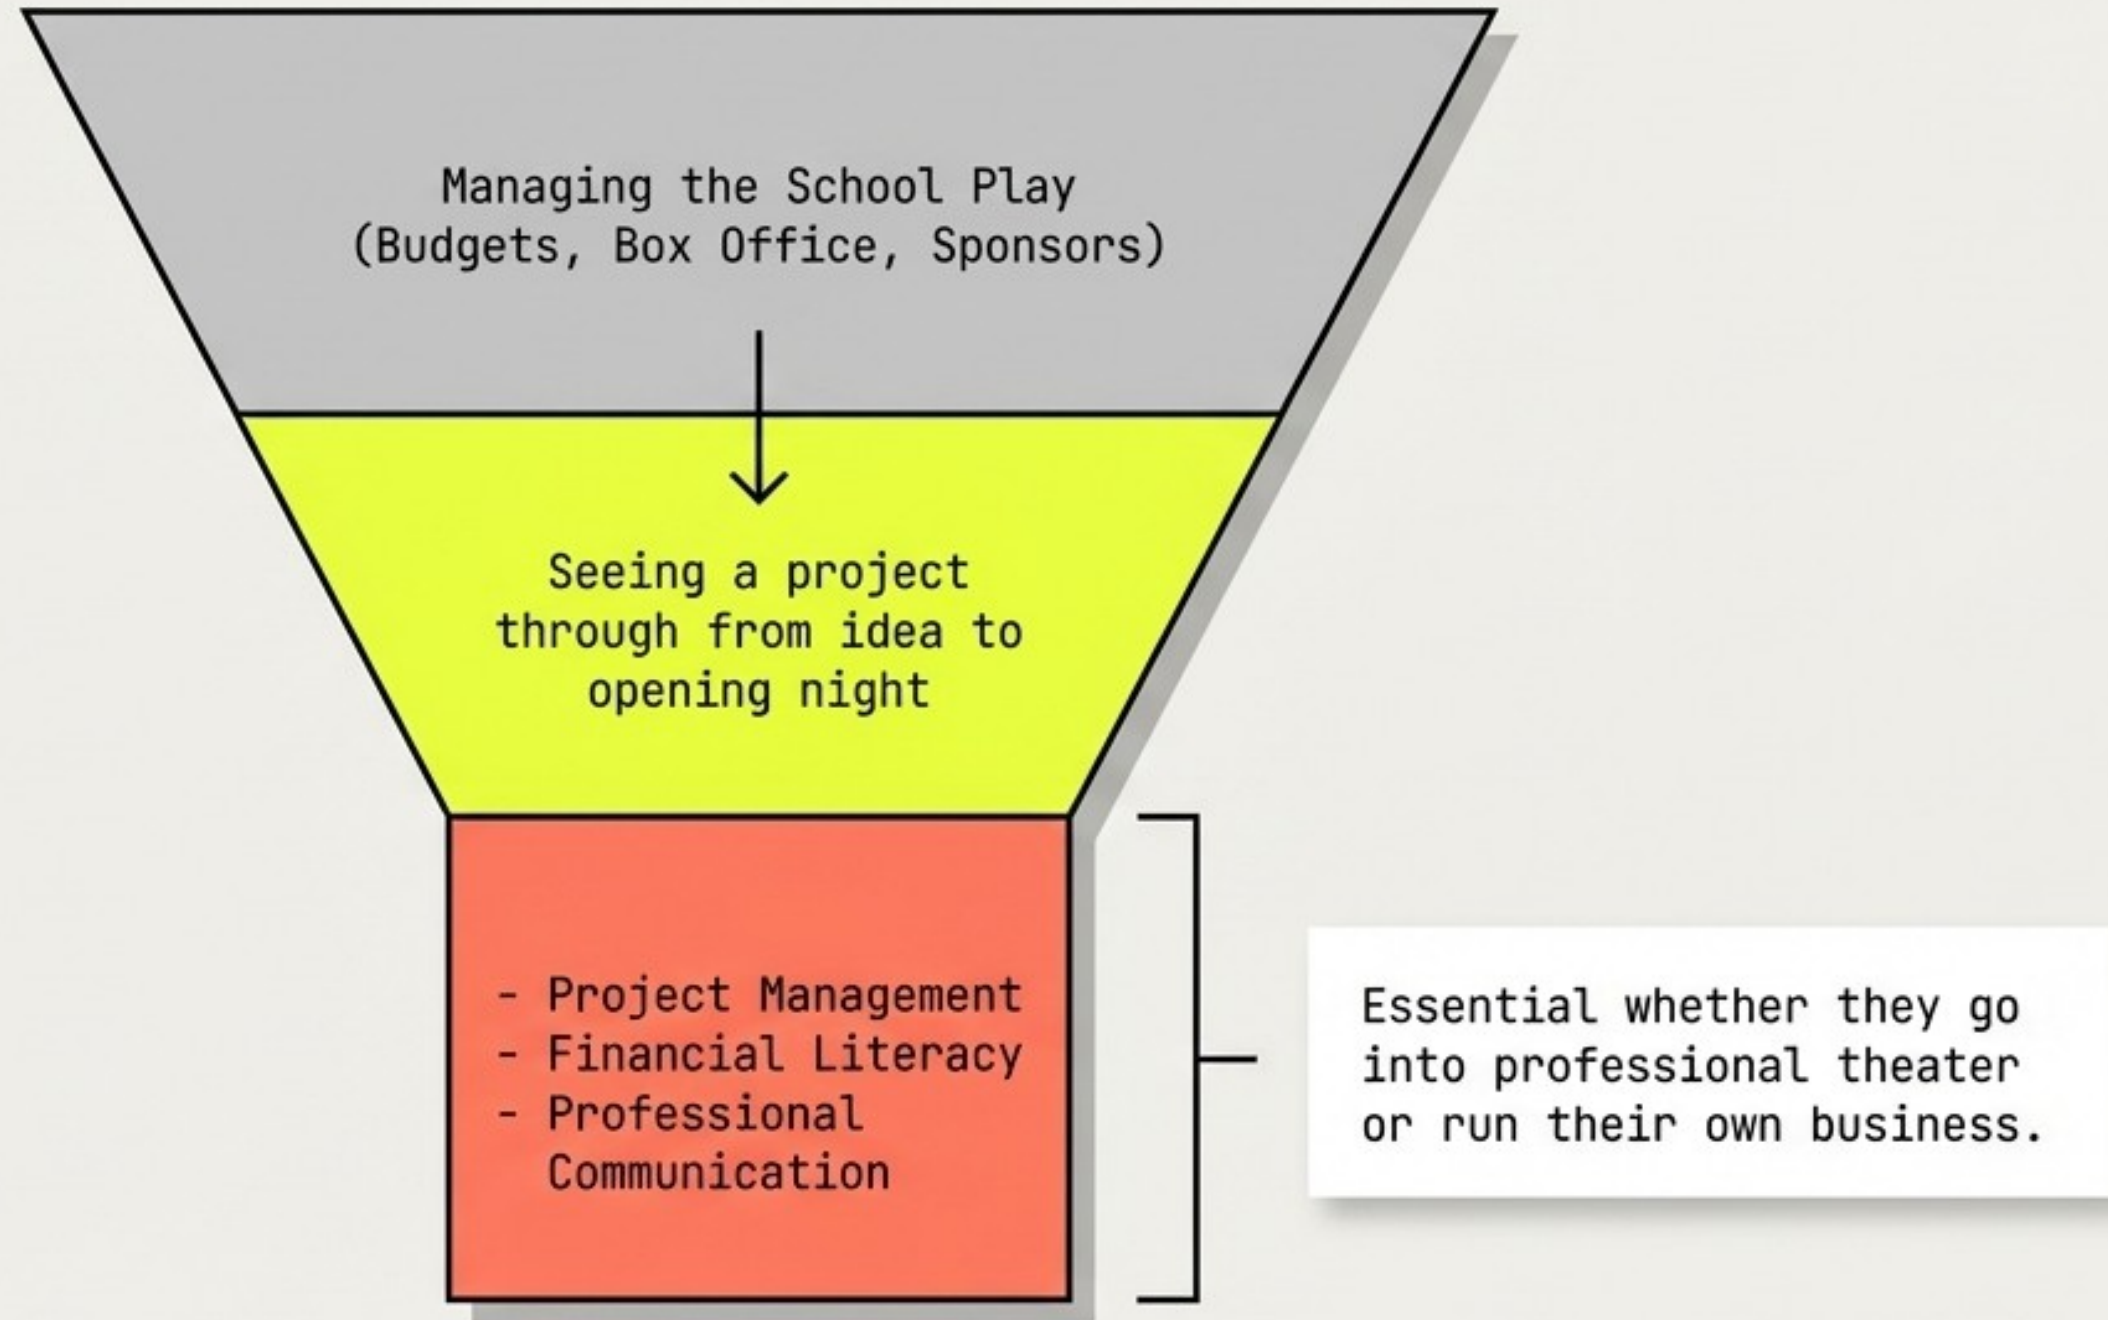 Managing the School Play
(Budgets, Box Office, Sponsors)
Seeing a project
through from idea to
opening night
- Project Management
- Financial Literacy
- Professional
Communication
Essential whether they go
into professional theater
or run their own business.